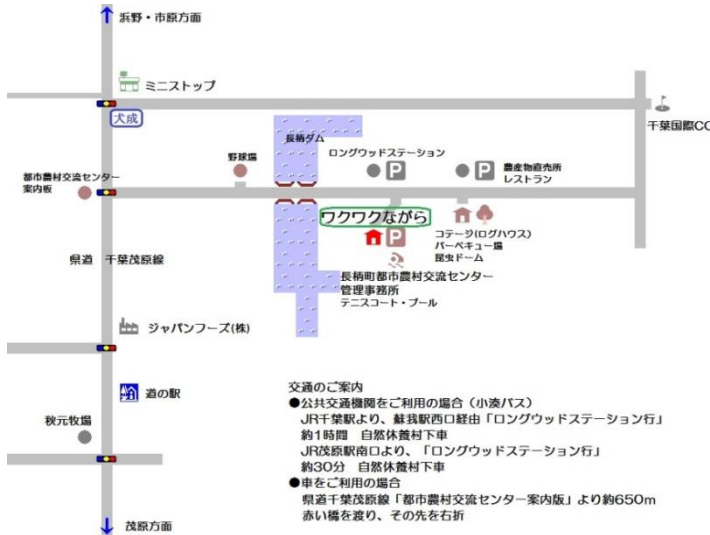 浜野・市原方面
ミニストップ
犬成
千葉国際CC
長柄ダム
野球場
ロングウッドステーション
P
P
農産物直売所
レストラン
都市農村交流センター
案内板
ワクワクながら
P
コテージ(ログハウス)
バーベキュー場
昆虫ドーム
県道 千葉茂原線
長柄町都市農村交流センター
管理事務所
テニスコート・プール
ジャパンフーズ(株)
道の駅
秋元牧場
茂原方面
交通のご案内
●公共交通機関をご利用の場合（小湊バス）
JR千葉駅より、蘇我駅西口経由「ロングウッドステーション行」
約1時間 自然休養村下車
JR茂原駅南口より、「ロングウッドステーション行」
約30分 自然休養村下車
●車をご利用の場合
県道千葉茂原線「都市農村交流センター案内版」より約650m
赤い橋を渡り、その先を右折